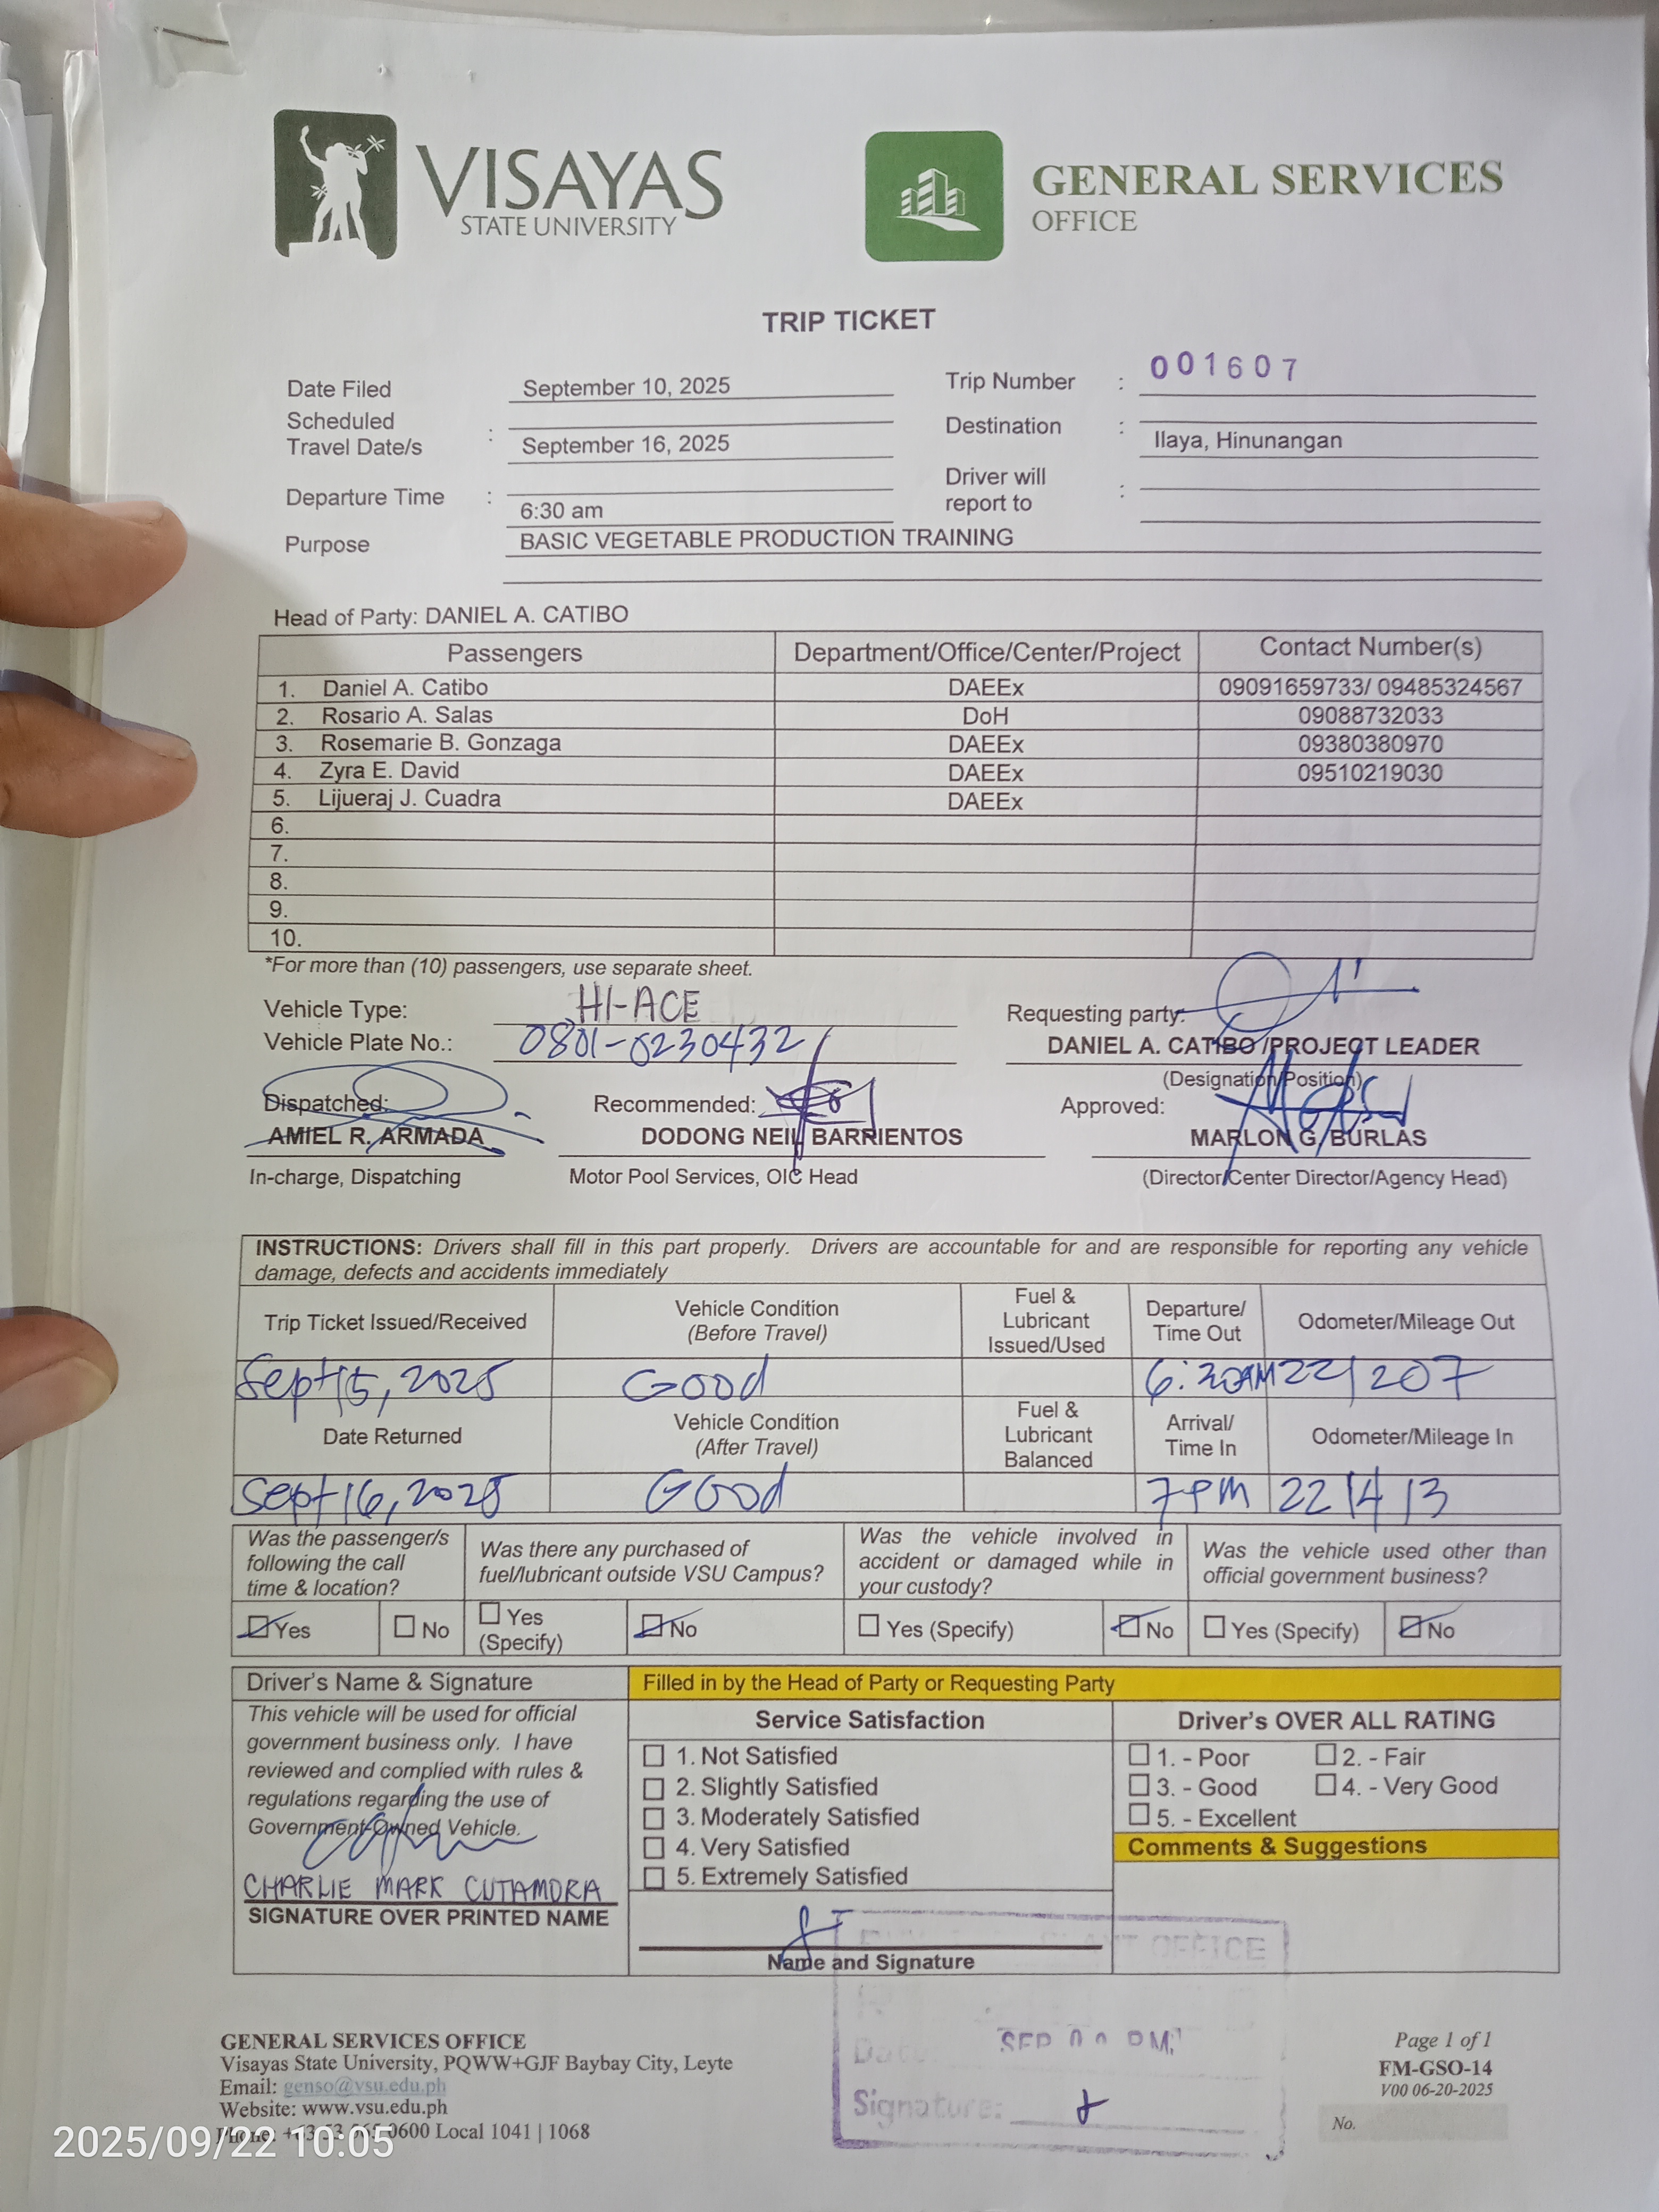 VISAYAS
STATE UNIVERSITY
GENERAL SERVICES
OFFICE
TRIP TICKET
Date Filed September 10, 2025 Trip Number : 001607
Scheduled
Travel Date/s : September 16, 2025 Destination : Ilaya, Hinunangan
Departure Time : 6:30 am Driver will
report to :
Purpose BASIC VEGETABLE PRODUCTION TRAINING
Head of Party: DANIEL A. CATIBO
Passengers Department/Office/Center/Project Contact Number(s)
1. Daniel A. Catibo DAEEx 09091659733/ 09485324567
2. Rosario A. Salas DoH 09088732033
3. Rosemarie B. Gonzaga DAEEx 09380380970
4. Zyra E. David DAEEx 09510219030
5. Lijueraj J. Cuadra DAEEx
6.
7.
8.
9.
10.
*For more than (10) passengers, use separate sheet.
Vehicle Type: HI-ACE Requesting party:
Vehicle Plate No.: 0801-0230432 DANIEL A. CATIBO /PROJECT LEADER
(Designation/Position)
Dispatched: Recommended: Approved:
AMIEL R. ARMADA DODONG NEIL BARRIENTOS MARLON G. BURLAS
In-charge, Dispatching Motor Pool Services, OIC Head (Director/Center Director/Agency Head)
INSTRUCTIONS: Drivers shall fill in this part properly. Drivers are accountable for and are responsible for reporting any vehicle
damage, defects and accidents immediately
Trip Ticket Issued/Received Vehicle Condition
(Before Travel) Fuel &
Lubricant
Issued/Used Departure/
Time Out Odometer/Mileage Out
Sept 15, 2025 Good 6:30AM 22,207
Date Returned Vehicle Condition
(After Travel) Fuel &
Lubricant
Balanced Arrival/
Time In Odometer/Mileage In
Sept 16, 2025 Good 7PM 22,413
Was the passenger/s
following the call
time & location?
Was there any purchased of
fuel/lubricant outside VSU Campus?
Was the vehicle involved in
accident or damaged while in
your custody?
Was the vehicle used other than
official government business?
Yes No Yes
(Specify) No Yes (Specify) No Yes (Specify) No
Driver's Name & Signature Filled in by the Head of Party or Requesting Party
This vehicle will be used for official
government business only. I have
reviewed and complied with rules &
regulations regarding the use of
Government-Owned Vehicle.
CHARLIE MARK CUTAMORA
SIGNATURE OVER PRINTED NAME
Service Satisfaction
1. Not Satisfied
2. Slightly Satisfied
3. Moderately Satisfied
4. Very Satisfied
5. Extremely Satisfied
Name and Signature
Driver's OVER ALL RATING
1. - Poor 2. - Fair
3. - Good 4. - Very Good
5. - Excellent
Comments & Suggestions
OFFICE
Date
SEP
PM
Signature:
GENERAL SERVICES OFFICE
Visayas State University, PQWW+GJF Baybay City, Leyte
Email: genso@vsu.edu.ph
Website: www.vsu.edu.ph
Phone: 0600 Local 1041 | 1068
Page 1 of 1
FM-GSO-14
V00 06-20-2025
No.
2025/09/22 10:05